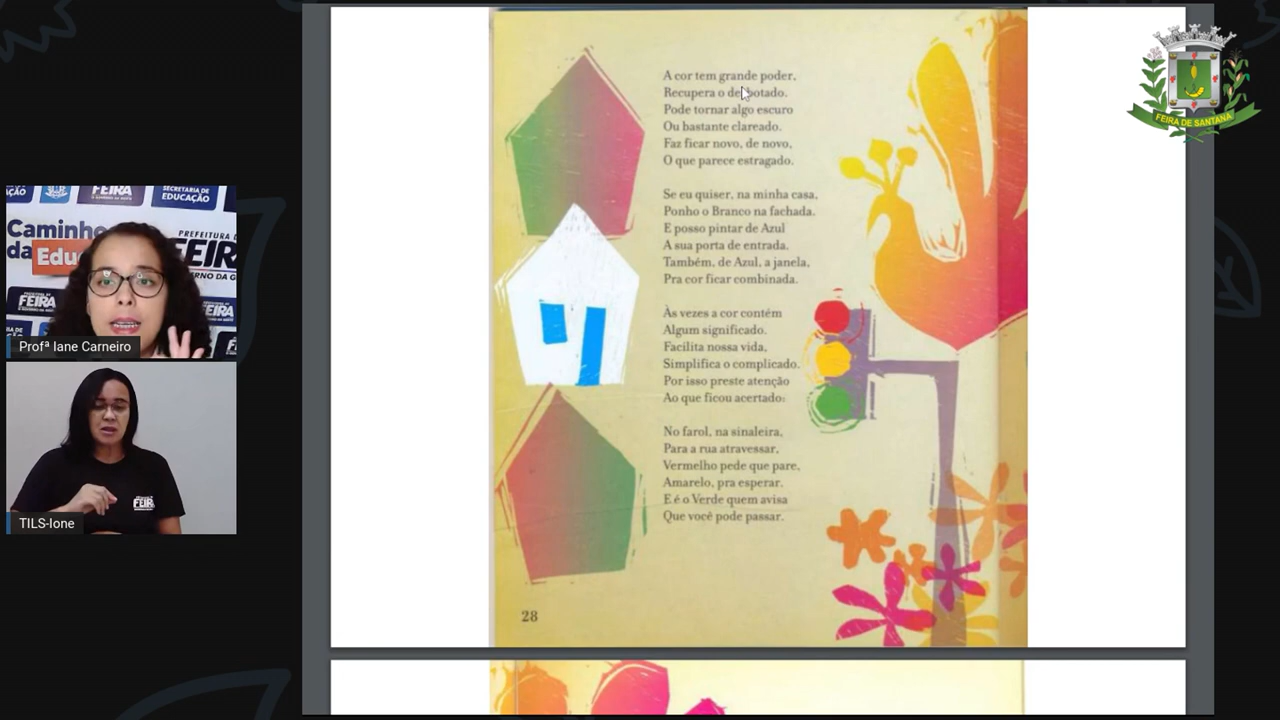 A cor tem grande poder,
Recupera o desbotado.
Pode tornar algo escuro
Ou bastante clareado.
Faz ficar novo, de novo,
O que parece estragado.
Se eu quiser, na minha casa,
Ponho o Branco na fachada.
E posso pintar de Azul
A sua porta de entrada.
Também, de Azul, a janela,
Pra cor ficar combinada.
Às vezes a cor contém
Algum significado.
Facilita nossa vida,
Simplifica o complicado.
Por isso preste atenção
Ao que ficou acertado:
No farol, na sinaleira,
Para a rua atravessar,
Vermelho pede que pare,
Amarelo, pra esperar.
E é o Verde quem avisa
Que você pode passar.
28
FEIRA DE SANTANA
FEIRA
SECRETARIA DE
EDUCAÇÃO
Caminho
da Edu
PREFEITURA D
FEIRE
ERNO DA G
FEIRA
Profª Iane Carneiro
FEIRA
TILS-Ione